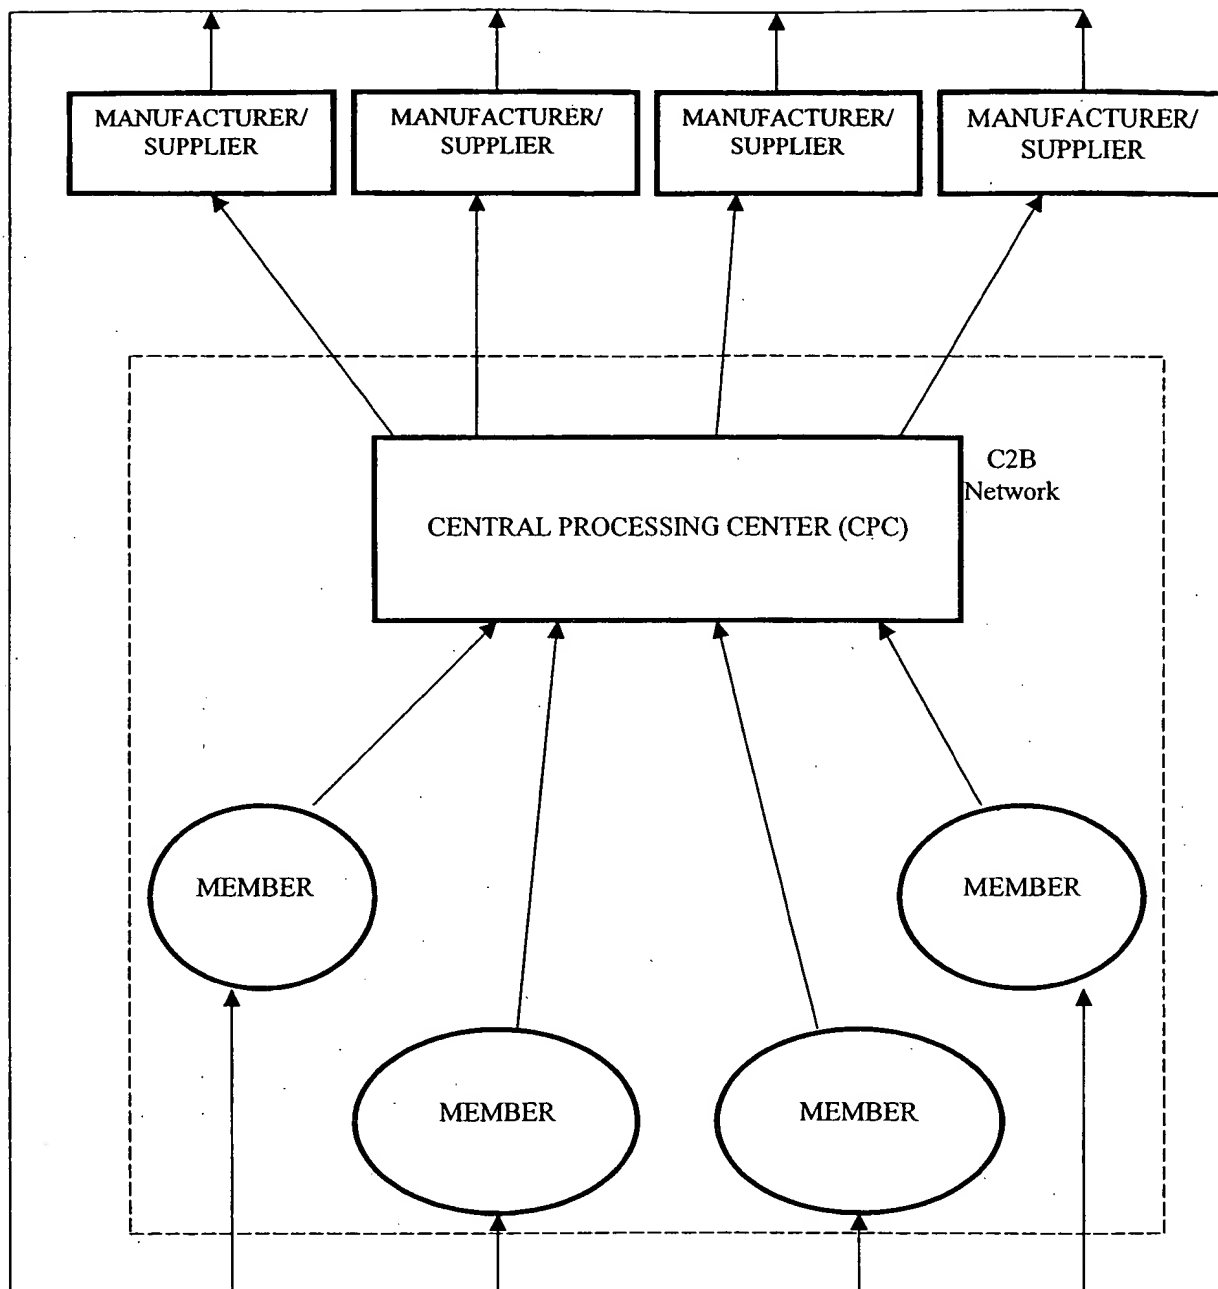 MANUFACTURER/
SUPPLIER
MANUFACTURER/
SUPPLIER
MANUFACTURER/
SUPPLIER
MANUFACTURER/
SUPPLIER
C2B
Network
CENTRAL PROCESSING CENTER (CPC)
MEMBER
MEMBER
MEMBER
MEMBER